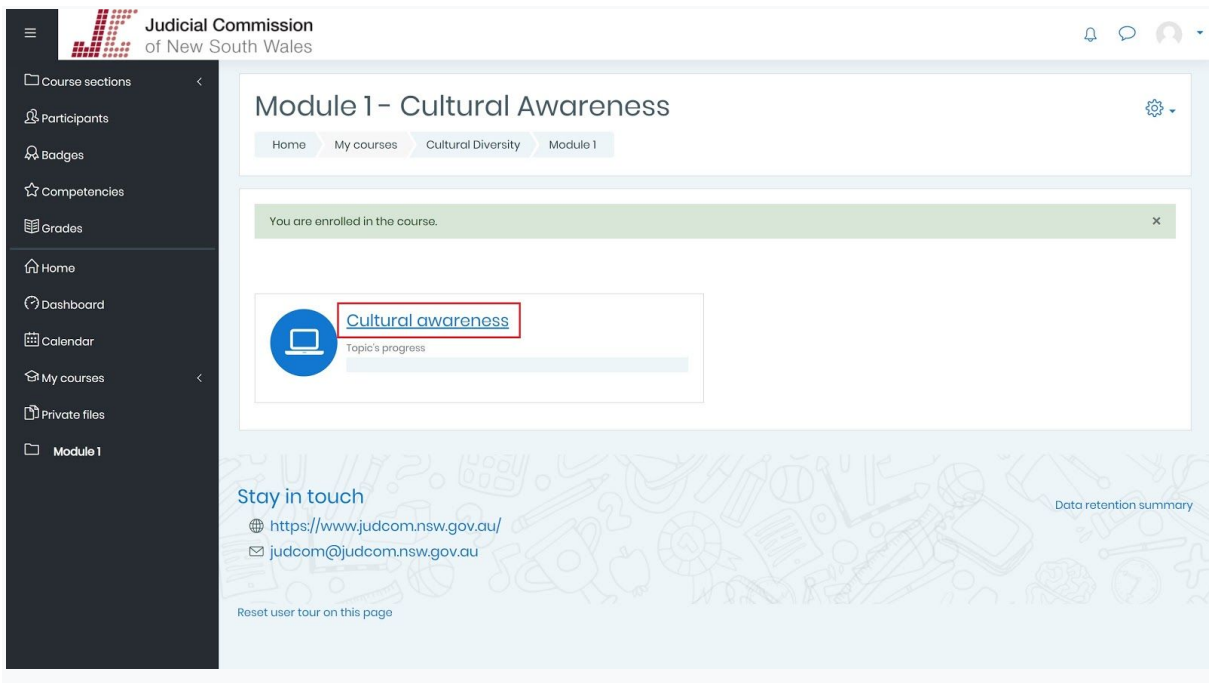 Judicial Commission
of New South Wales
Course sections
Participants
Badges
Competencies
Grades
Home
Dashboard
Calendar
My courses
Private files
Module 1
Module 1 - Cultural Awareness
Home My courses Cultural Diversity Module 1
You are enrolled in the course.
Cultural awareness
Topic's progress
Stay in touch
https://www.judcom.nsw.gov.au/
judcom@judcom.nsw.gov.au
Data retention summary
Reset user tour on this page